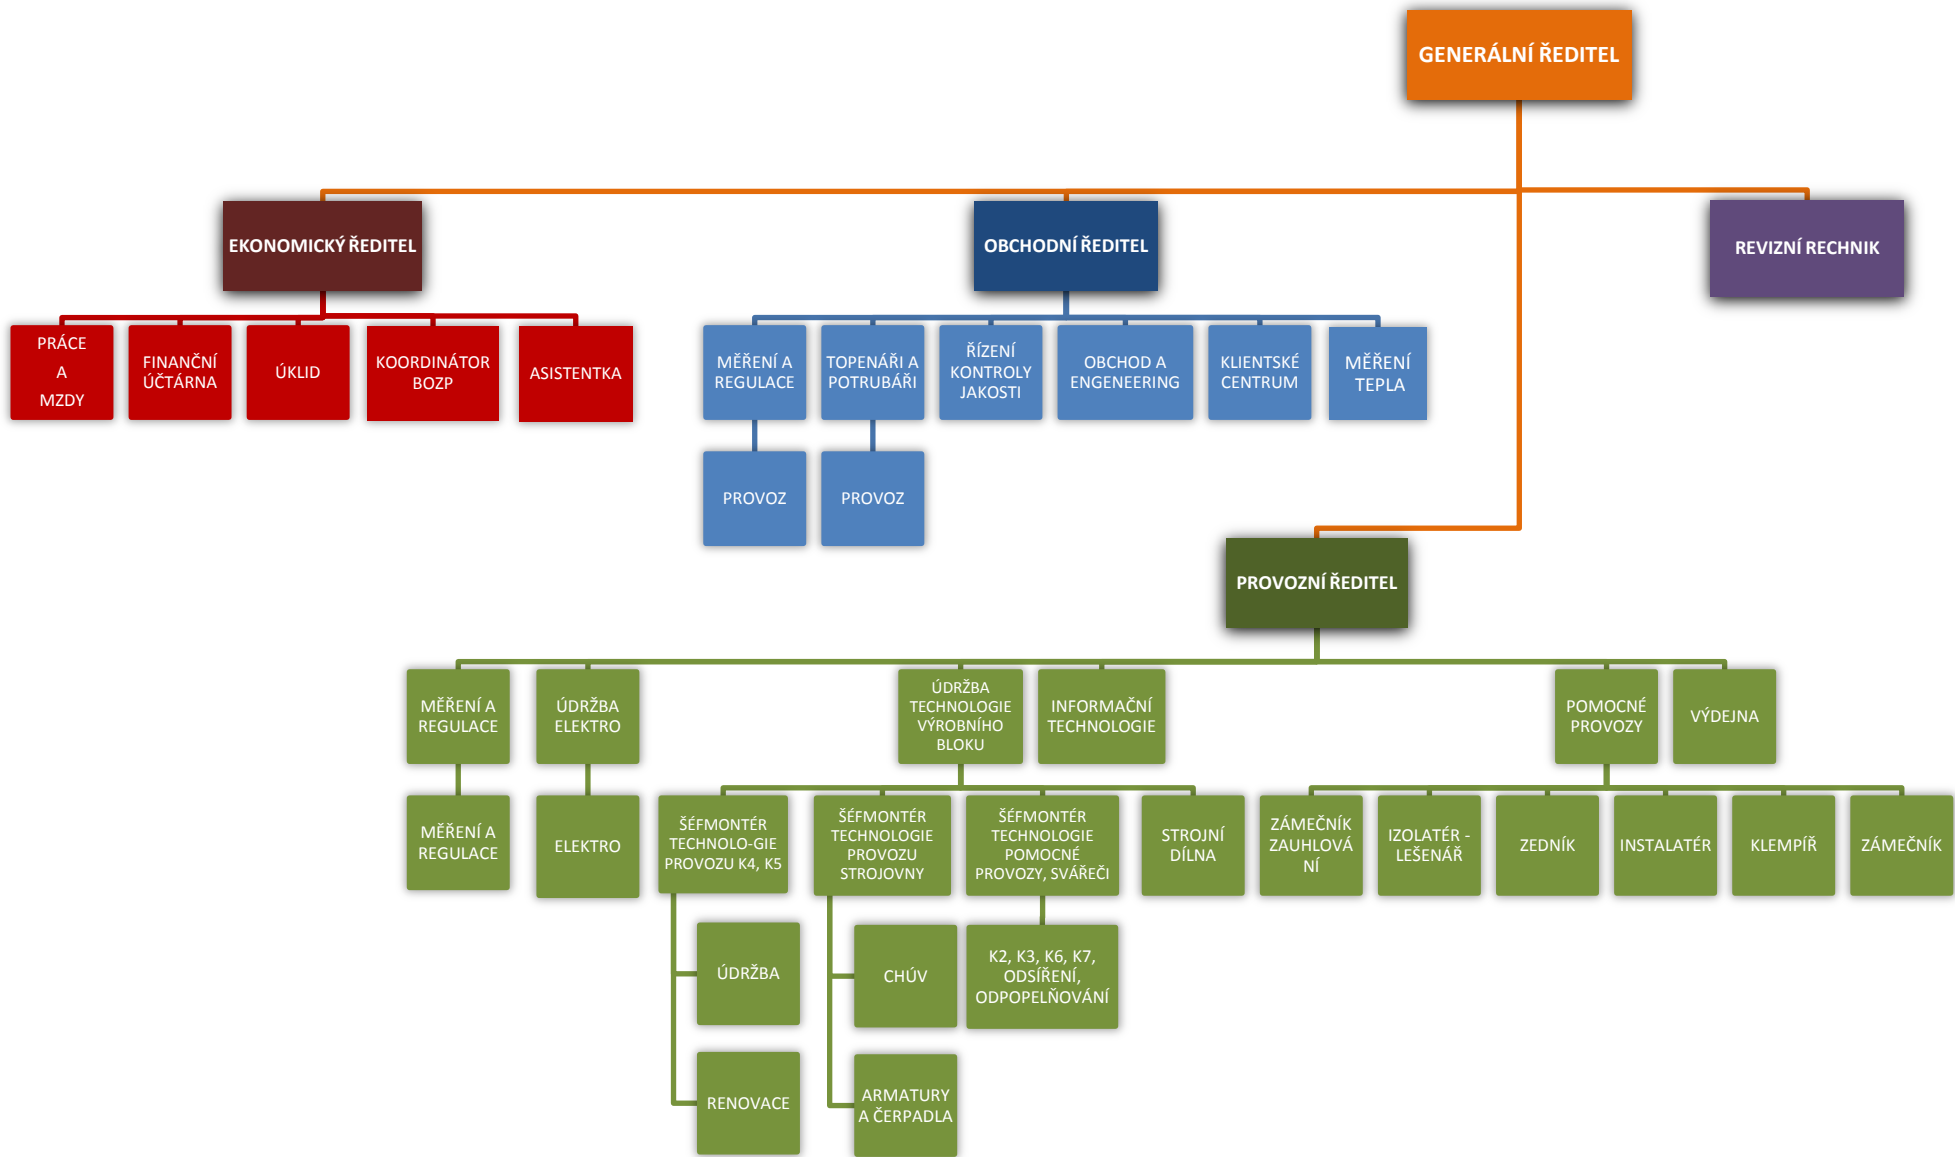 GENERÁLNÍ ŘEDITEL
EKONOMICKÝ ŘEDITEL
OBCHODNÍ ŘEDITEL
REVIZNÍ RECHNIK
PRÁCE
A
MZDY
FINANČNÍ
ÚČTÁRNA
ÚKLID
KOORDINÁTOR
BOZP
ASISTENTKA
MĚŘENÍ A
REGULACE
TOPENÁŘI A
POTRUBÁŘI
ŘÍZENÍ
KONTROLY
JAKOSTI
OBCHOD A
ENGENEERING
KLIENTSKÉ
CENTRUM
MĚŘENÍ
TEPLA
PROVOZ
PROVOZ
PROVOZNÍ ŘEDITEL
MĚŘENÍ A
REGULACE
ÚDRŽBA
ELEKTRO
ÚDRŽBA
TECHNOLOGIE
VÝROBNÍHO
BLOKU
INFORMAČNÍ
TECHNOLOGIE
POMOCNÉ
PROVOZY
VÝDEJNA
MĚŘENÍ A
REGULACE
ELEKTRO
ŠÉFMONTÉR
TECHNOLO-GIE
PROVOZU K4, K5
ŠÉFMONTÉR
TECHNOLOGIE
PROVOZU
STROJOVNY
ŠÉFMONTÉR
TECHNOLOGIE
POMOCNÉ
PROVOZY, SVÁŘEČI
STROJNÍ
DÍLNA
ZÁMEČNÍK
ZAUHLOVÁ
NÍ
IZOLATÉR -
LEŠENÁŘ
ZEDNÍK
INSTALATÉR
KLEMPÍŘ
ZÁMEČNÍK
ÚDRŽBA
CHÚV
K2, K3, K6, K7,
ODSÍŘENÍ,
ODPOPELŇOVÁNÍ
RENOVACE
ARMATURY
A ČERPADLA